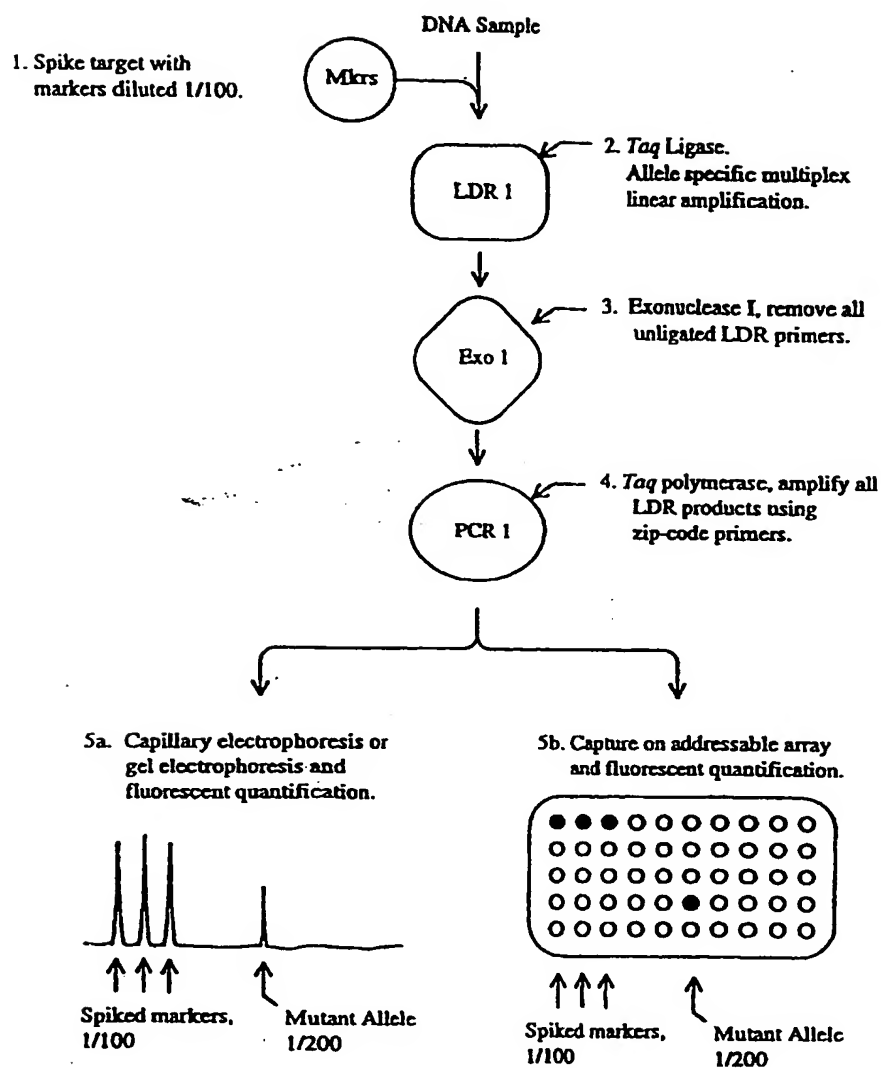 DNA Sample
1. Spike target with
markers diluted 1/100.
Mkrs
2. Taq Ligase.
Allele specific multiplex
linear amplification.
LDR 1
3. Exonuclease I, remove all
unligated LDR primers.
Exo 1
4. Taq polymerase, amplify all
LDR products using
zip-code primers.
PCR 1
5a. Capillary electrophoresis or
gel electrophoresis and
fluorescent quantification.
5b. Capture on addressable array
and fluorescent quantification.
Spiked markers,
1/100
Mutant Allele
1/200
Spiked markers,
1/100
Mutant Allele
1/200